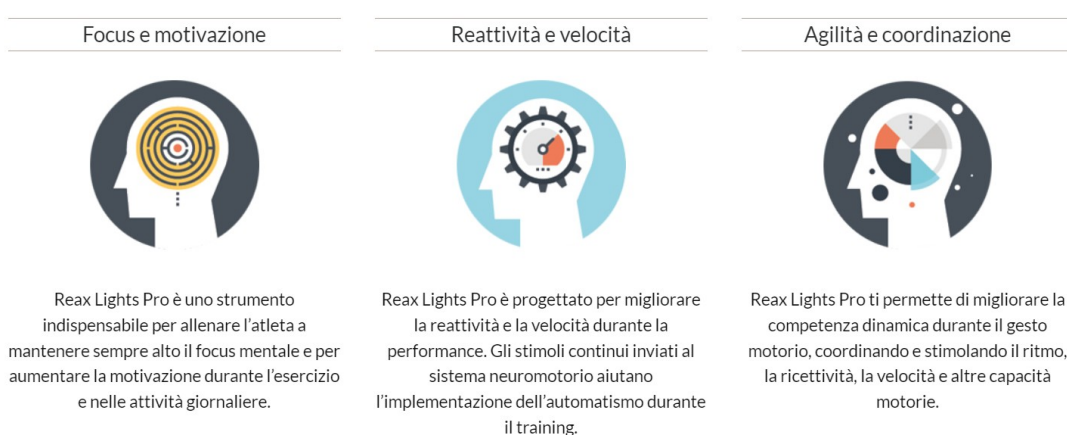 Focus e motivazione
Reax Lights Pro è uno strumento
indispensabile per allenare l'atleta a
mantenere sempre alto il focus mentale e per
aumentare la motivazione durante l'esercizio
e nelle attività giornaliere.
Reattività e velocità
Reax Lights Pro è progettato per migliorare
la reattività e la velocità durante la
performance. Gli stimoli continui inviati al
sistema neuromotorio aiutano
l'implementazione dell'automatismo durante
il training.
Agilità e coordinazione
Reax Lights Pro ti permette di migliorare la
competenza dinamica durante il gesto
motorio, coordinando e stimolando il ritmo,
la ricettività, la velocità e altre capacità
motorie.